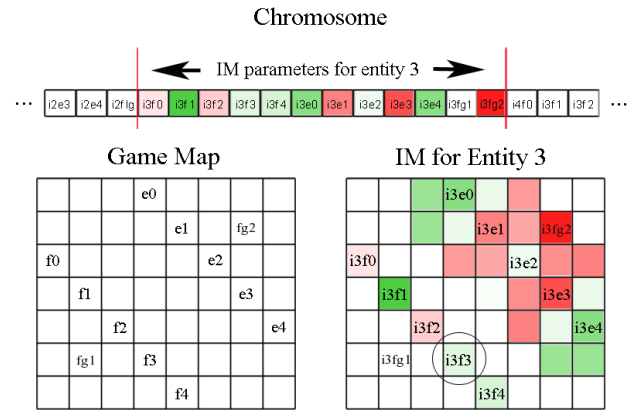 Chromosome
IM parameters for entity 3
... i2e3 i2e4 i2flg i3f0 i3f1 i3f2 i3f3 i3f4 i3e0 i3e1 i3e2 i3e3 i3e4 i3fg1 i3fg2 i4f0 i3f1 i3f2 ...
Game Map
e0
e1 fg2
f0 e2
f1 e3
f2 e4
fg1 f3
f4
IM for Entity 3
i3e0
i3e1 i3fg2
i3f0 i3e2
i3f1 i3e3
i3f2 i3e4
i3fg1 i3f3
i3f4